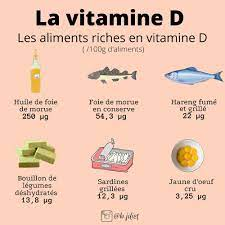 La vitamine D
Les aliments riches en vitamine D
( /100g d'aliments)
Huile de foie
de morue
250 µg
Foie de morue
en conserve
54,3 µg
Hareng fumé
et grillé
22 µg
Bouillon de
légumes
déshydratés
13,8 µg
Sardines
grillées
12,3 µg
Jaune d'oeuf
cru
3,25 µg